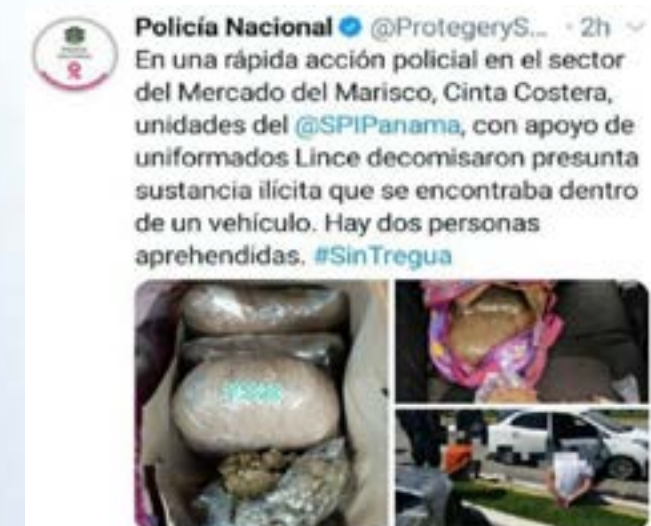 Policía Nacional @ProtegeryS... · 2h
En una rápida acción policial en el sector
del Mercado del Marisco, Cinta Costera,
unidades del @SPIPanama, con apoyo de
uniformados Lince decomisaron presunta
sustancia ilícita que se encontraba dentro
de un vehículo. Hay dos personas
aprehendidas. #SinTregua